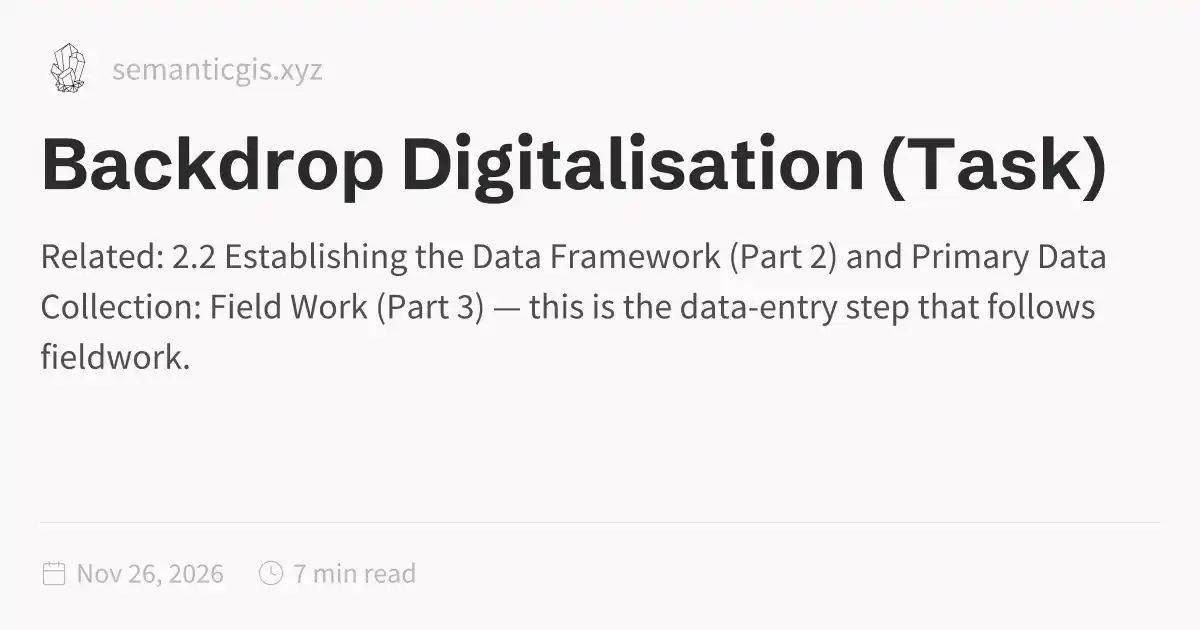 semanticgis.xyz
Backdrop Digitalisation (Task)
Related: 2.2 Establishing the Data Framework (Part 2) and Primary Data
Collection: Field Work (Part 3) — this is the data-entry step that follows
fieldwork.
Nov 26, 2026
7 min read